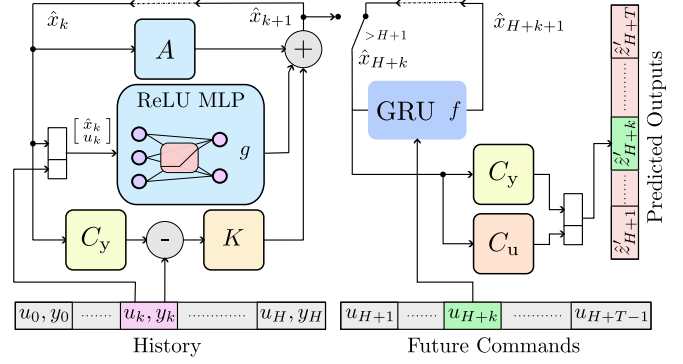 x̂_k
x̂_{k+1}
A
+
ReLU MLP
[x̂_k
u_k]
g
C_y
-
K
u_0, y_0 ...... u_k, y_k ............ u_H, y_H
History
>H+1
x̂_{H+k}
x̂_{H+k+1}
GRU f
C_y
C_u
u_{H+1} ...... u_{H+k} ............ u_{H+T-1}
Future Commands
ẑ'_{H+T}
ẑ'_{H+k}
ẑ'_{H+1}
Predicted Outputs